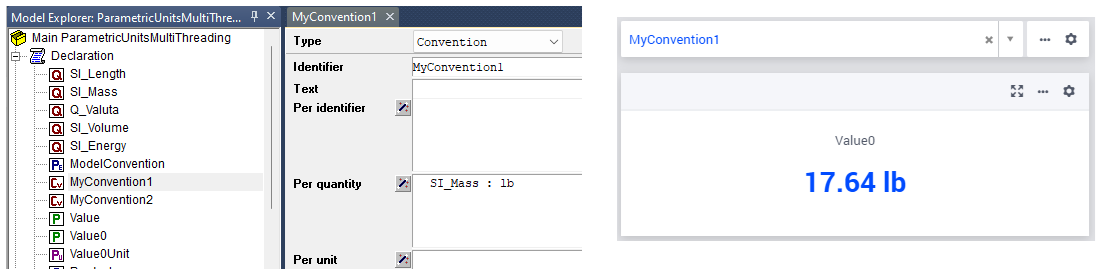 Model Explorer: ParametricUnitsMultiThre...
Main ParametricUnitsMultiThreading
Declaration
SI_Length
SI_Mass
Q_Valuta
SI_Volume
SI_Energy
ModelConvention
MyConvention1
MyConvention2
Value
Value0
Value0Unit
MyConvention1
Type
Convention
Identifier
MyConvention1
Text
Per identifier
Per quantity
SI_Mass : lb
Per unit
MyConvention1
Value0
17.64 lb